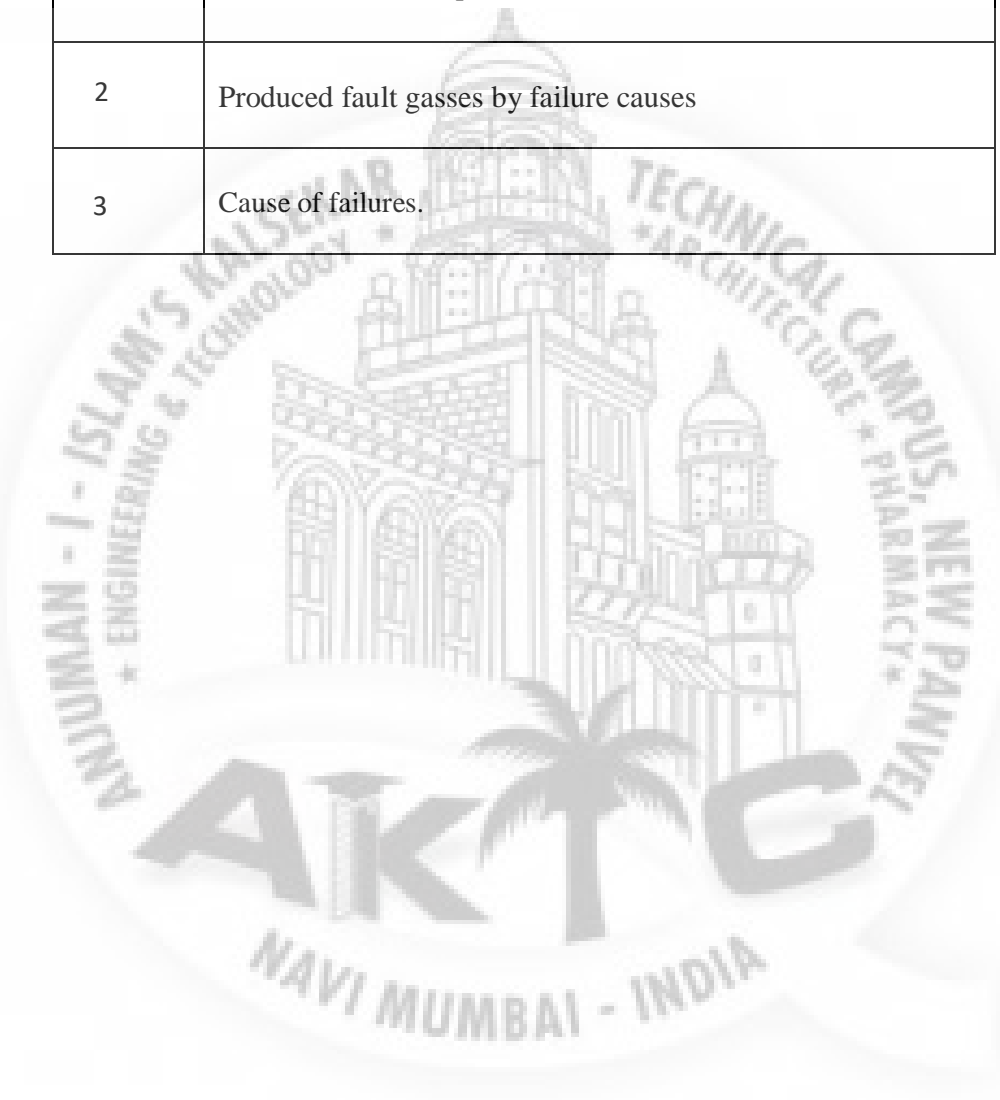 2 Produced fault gasses by failure causes
3 Cause of failures.
ANJUMAN - I - ISLAM'S KALSEKAR TECHNICAL CAMPUS, NEW PANVEL
* ENGINEERING & TECHNOLOGY * *ARCHITECTURE * PHARMACY*
AKTC
NAVI MUMBAI - INDIA